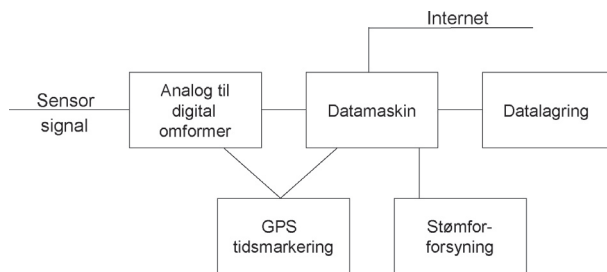 Internet
Sensor
signal
Analog til
digital
omformer
Datamaskin
Datalagring
GPS
tidsmarkering
Stømfor-
forsyning